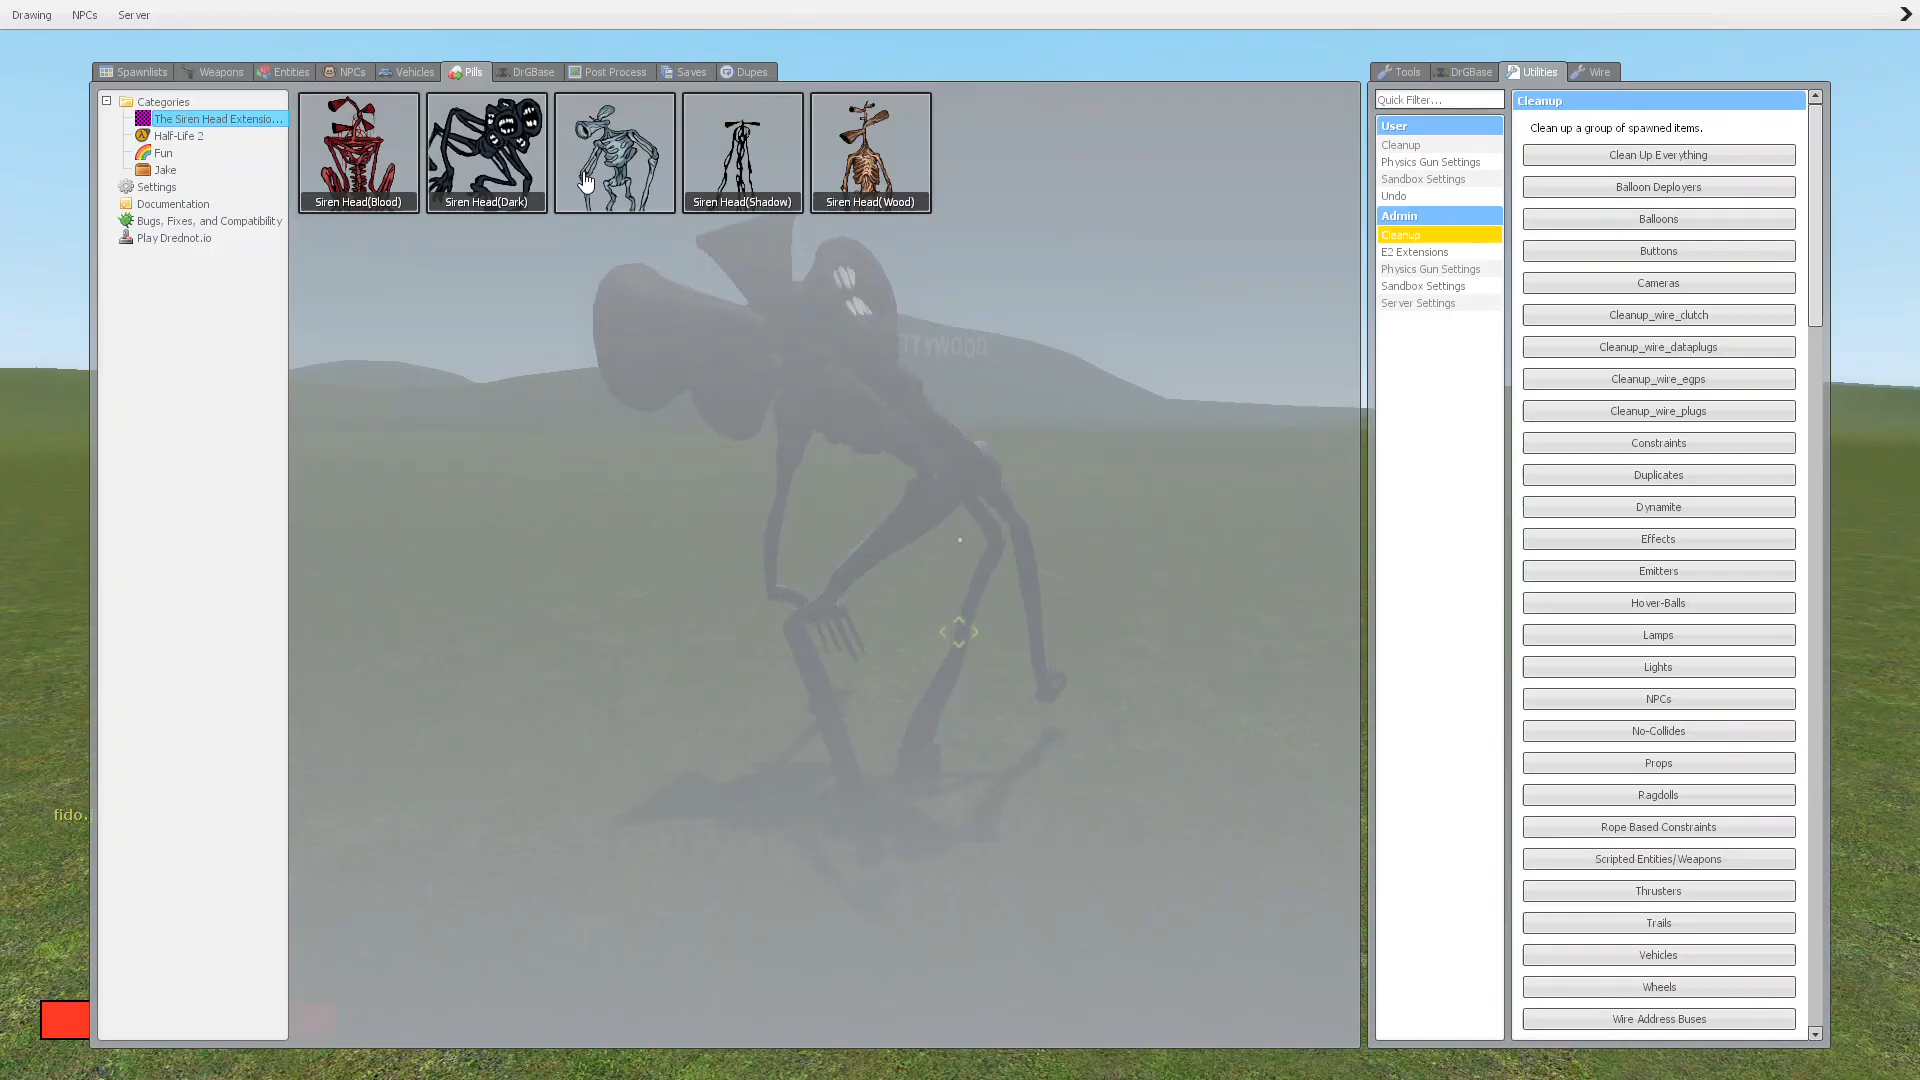 Drawing NPCs Server
Spawnlists Weapons Entities NPCs Vehicles Pills DrGBase Post Process Saves Dupes
Categories
The Siren Head Extensio...
Half-Life 2
Fun
Jake
Settings
Documentation
Bugs, Fixes, and Compatibility
Play Drednot.io
Siren Head(Blood) Siren Head(Dark) Siren Head(Shadow) Siren Head(Wood)
TTYWOOD
fido.
Tools DrGBase Utilities Wire
Quick Filter...
User
Cleanup
Physics Gun Settings
Sandbox Settings
Undo
Admin
Cleanup
E2 Extensions
Physics Gun Settings
Sandbox Settings
Server Settings
Cleanup
Clean up a group of spawned items.
Clean Up Everything
Balloon Deployers
Balloons
Buttons
Cameras
Cleanup_wire_clutch
Cleanup_wire_dataplugs
Cleanup_wire_egps
Cleanup_wire_plugs
Constraints
Duplicates
Dynamite
Effects
Emitters
Hover-Balls
Lamps
Lights
NPCs
No-Collides
Props
Ragdolls
Rope Based Constraints
Scripted Entities/Weapons
Thrusters
Trails
Vehicles
Wheels
Wire Address Buses